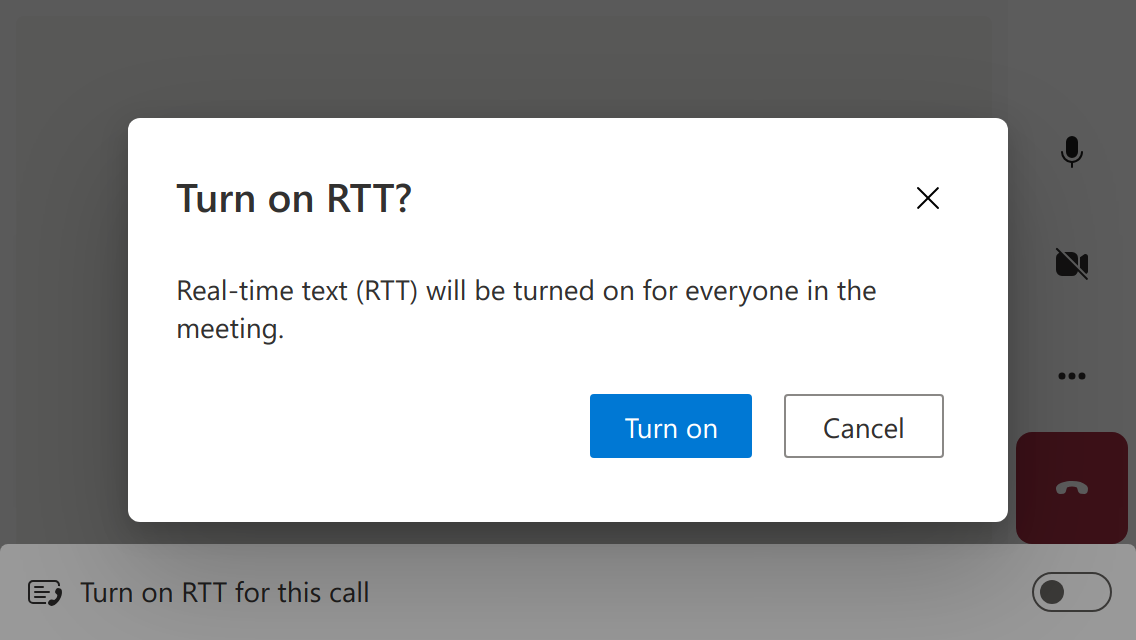 Turn on RTT?
Real-time text (RTT) will be turned on for everyone in the
meeting.
Turn on
Cancel
Turn on RTT for this call